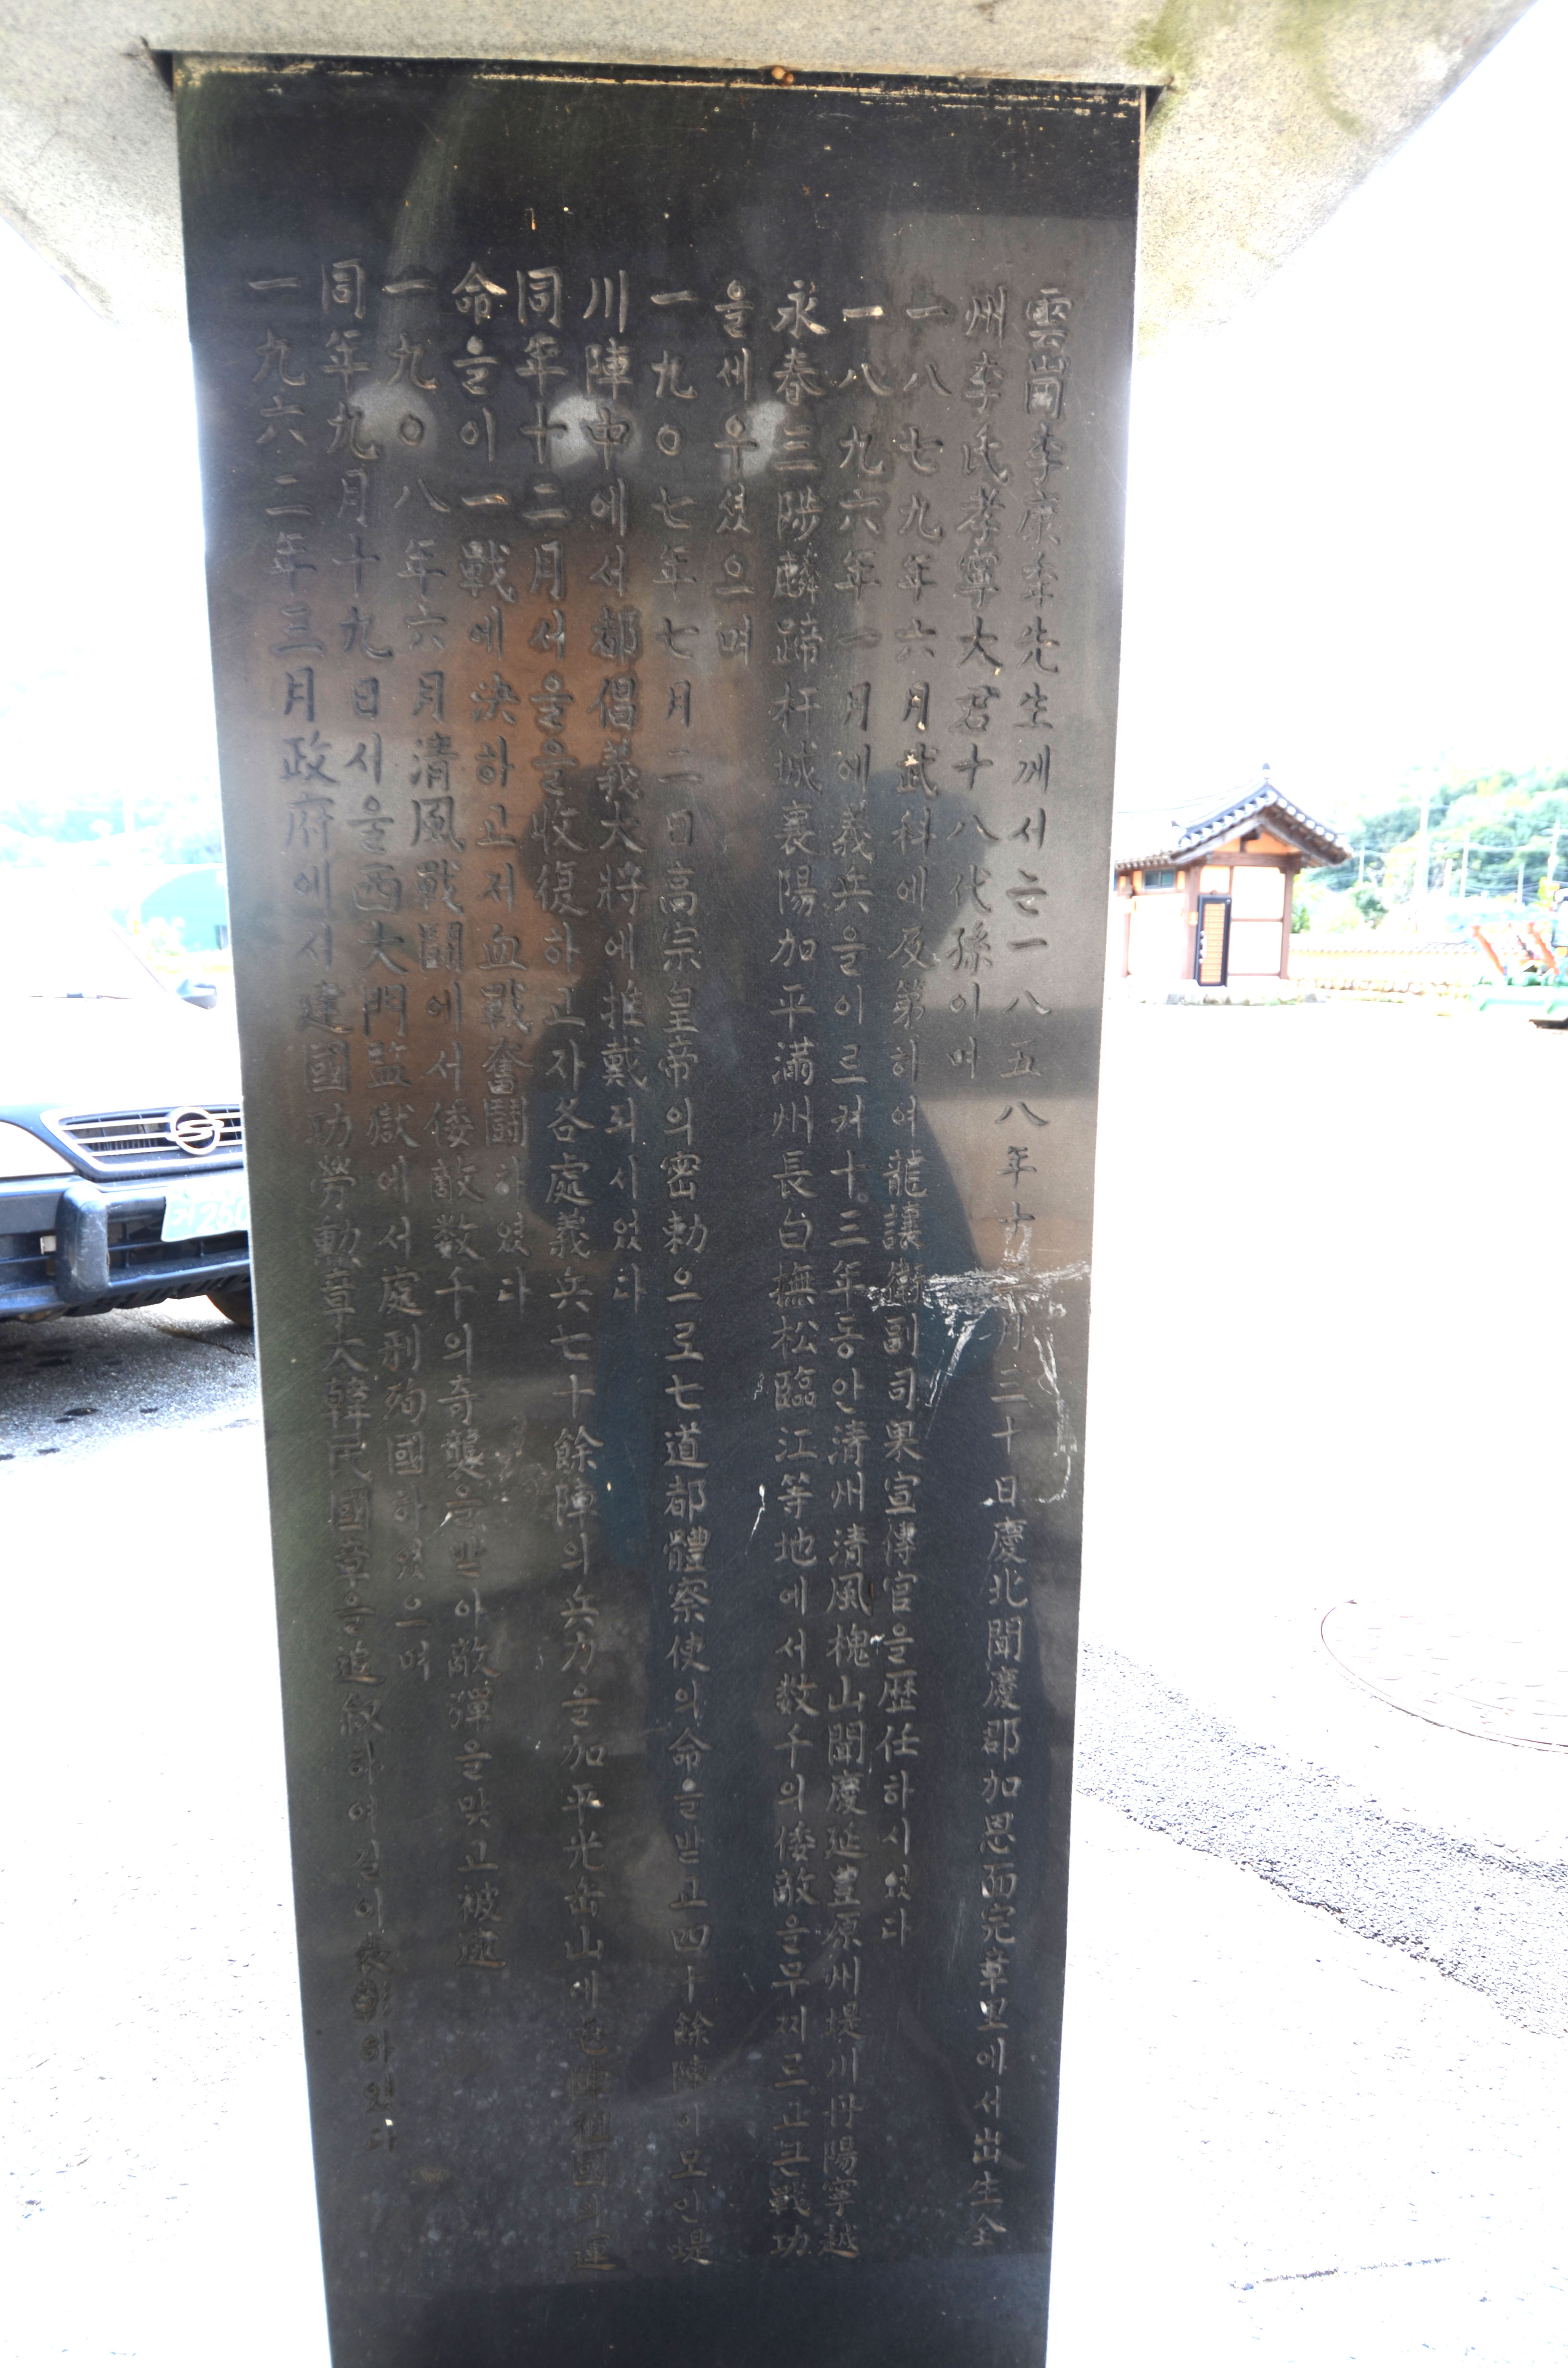 雲崗李康秊先生께서는一八五八年十二月三十日慶北聞慶郡加恩面完章里에서出生全
州李氏孝寧大君十八代孫이며
一八七九年六月武科에及第하여龍讓衛副司果宣傳官을歷任하시었다
一八九六年一月에義兵을이르켜十三年동안清州清風槐山聞慶延豊原州堤川丹陽寧越
永春三陟麟蹄杆城襄陽加平滿州長白撫松臨江等地에서数千의倭敵을무찌르고큰戰功
을세우셨으며
一九〇七年七月二日高宗皇帝의密勅으로七道都體察使의命을받고四十餘陣이모인堤
川陣中에서都倡義大將에推戴되시었다
同年十二月서울을收復하고자各處義兵七十餘陣의兵力을加平光岳山에 祖國의運
命을이一戰에決하고저血戰奮鬪하였다
一九〇八年六月清風戰鬪에서倭敵数千의奇襲을받아敵彈을맞고被逮
同年九月十九日서울西大門監獄에서處刑殉國하였으며
一九六二年三月政府에서建國功勞勳章大韓民國章을追叙하여길이表彰하였다